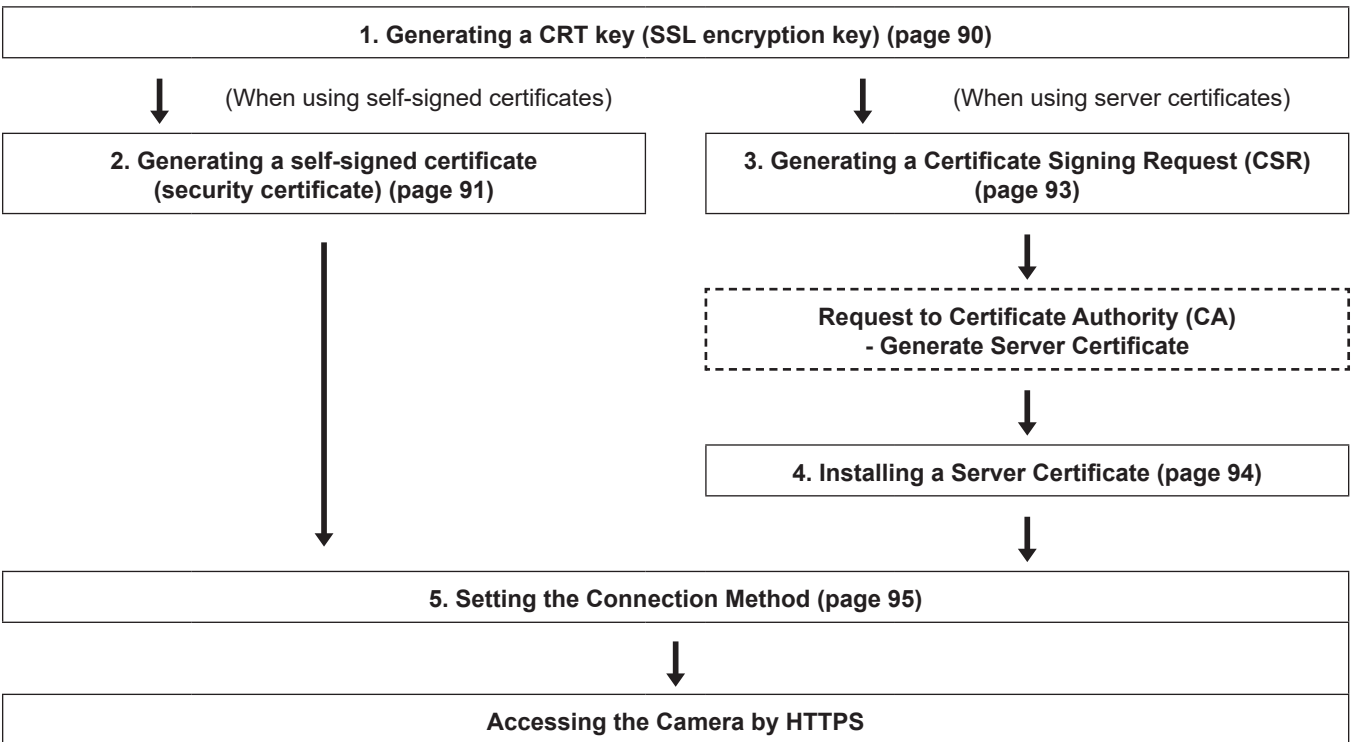 1. Generating a CRT key (SSL encryption key) (page 90)
(When using self-signed certificates)
(When using server certificates)
2. Generating a self-signed certificate
(security certificate) (page 91)
3. Generating a Certificate Signing Request (CSR)
(page 93)
Request to Certificate Authority (CA)
- Generate Server Certificate
4. Installing a Server Certificate (page 94)
5. Setting the Connection Method (page 95)
Accessing the Camera by HTTPS